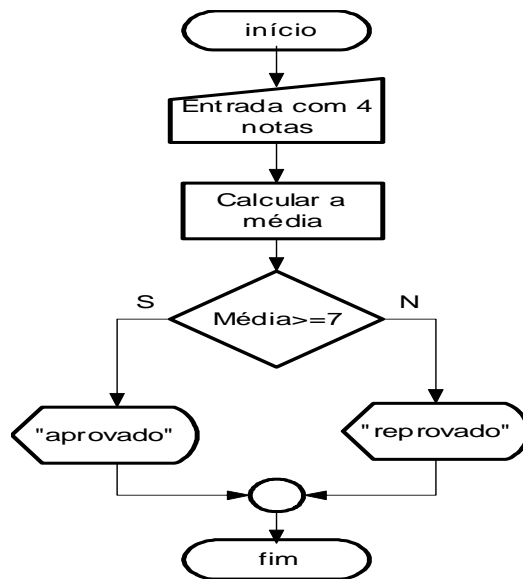 início
Entrada com 4
notas
Calcular a
média
S
N
Média>=7
"aprovado"
"reprovado"
fim